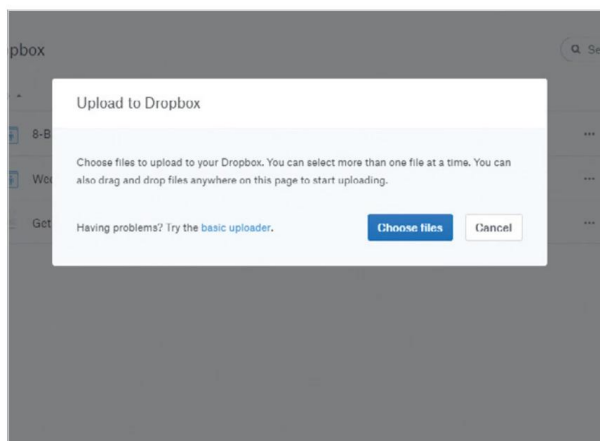 pbox
Se
Upload to Dropbox
8-B
Choose files to upload to your Dropbox. You can select more than one file at a time. You can
also drag and drop files anywhere on this page to start uploading.
Get
Having problems? Try the basic uploader.
Choose files
Cancel